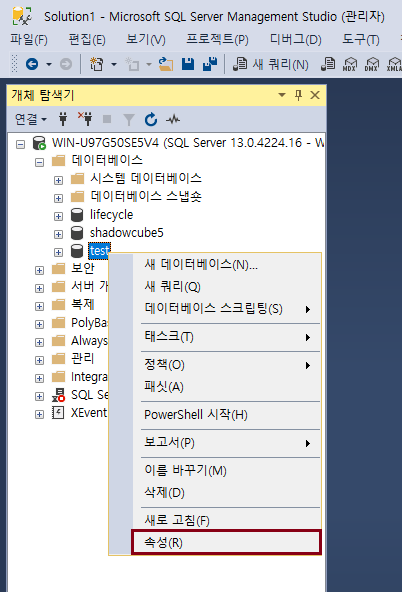 Solution1 - Microsoft SQL Server Management Studio (관리자)
파일(F) 편집(E) 보기(V) 프로젝트(P) 디버그(D) 도구(T)
새 쿼리(N) MDX DMX XMLA
개체 탐색기
연결
WIN-U97G50SE5V4 (SQL Server 13.0.4224.16 - W
데이터베이스
시스템 데이터베이스
데이터베이스 스냅숏
lifecycle
shadowcube5
test
보안
서버 개
복제
PolyBas
Always
관리
Integra
SQL Se
XEvent
새 데이터베이스(N)...
새 쿼리(Q)
데이터베이스 스크립팅(S)
태스크(T)
정책(O)
패싯(A)
PowerShell 시작(H)
보고서(P)
이름 바꾸기(M)
삭제(D)
새로 고침(F)
속성(R)